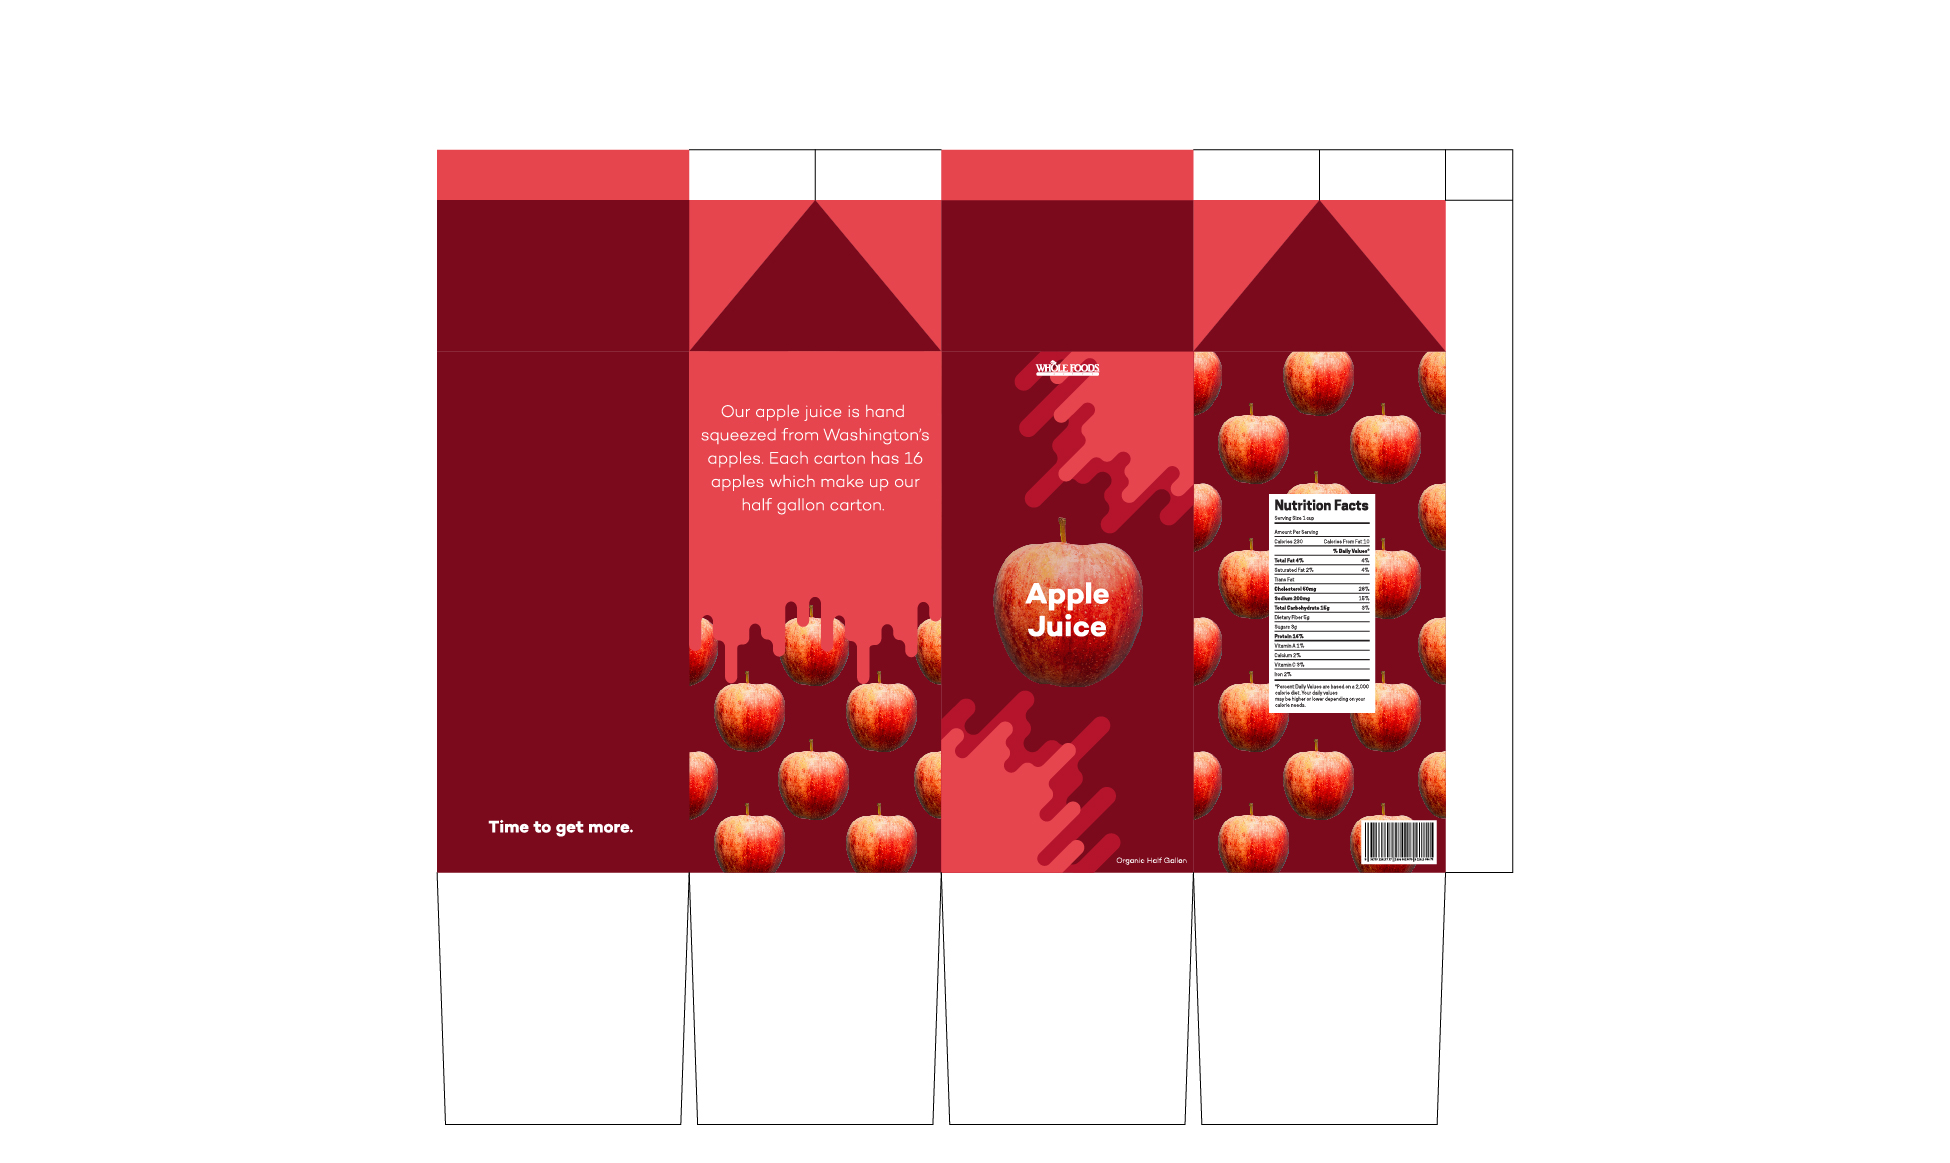 Time to get more.
Our apple juice is hand
squeezed from Washington's
apples. Each carton has 16
apples which make up our
half gallon carton.
WHOLE FOODS
Apple
Juice
Organic Half Gallon
Nutrition Facts
Serving Size 1 cup
Amount Per Serving
Calories 230 Calories From Fat 10
% Daily Values*
Total Fat 4% 4%
Saturated Fat 2% 4%
Trans Fat
Cholesterol 60mg 26%
Sodium 200mg 15%
Total Carbohydrate 15g 3%
Dietary Fiber 5g
Sugars 9g
Protein 14%
Vitamin A 1%
Calcium 2%
Vitamin C 3%
Iron 2%
*Percent Daily Values are based on a 2,000
calorie diet. Your daily values
may be higher or lower depending on your
calorie needs.